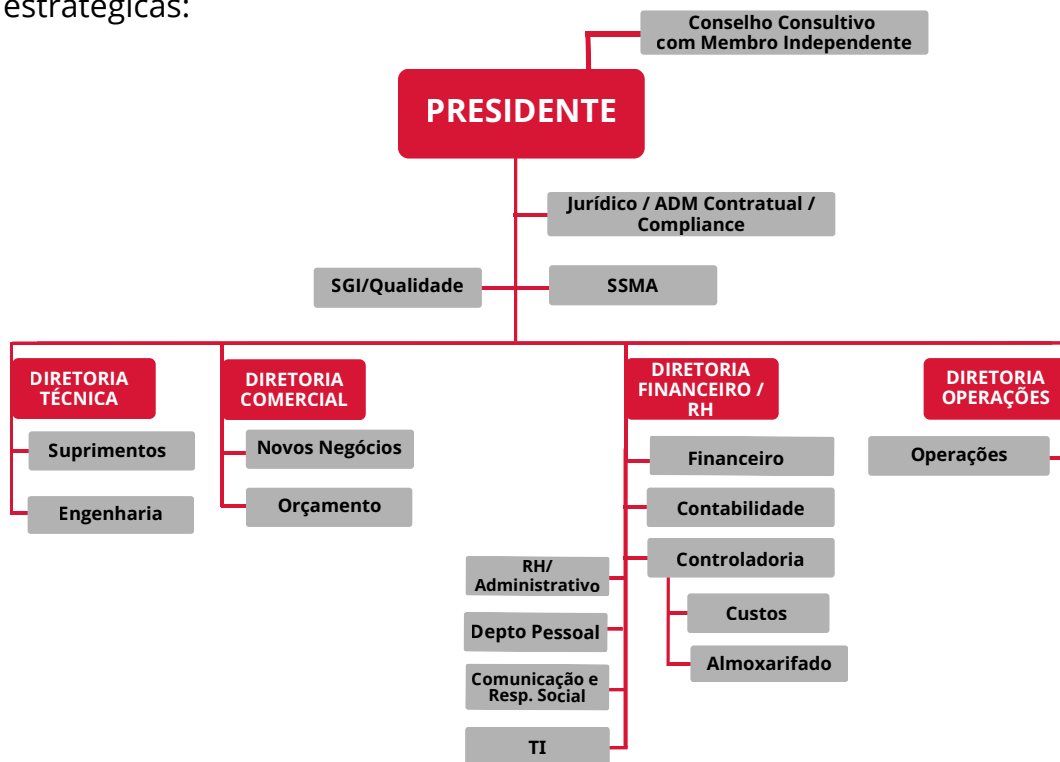 estratégicas:
Conselho Consultivo
com Membro Independente
PRESIDENTE
Jurídico / ADM Contratual /
Compliance
SGI/Qualidade
SSMA
DIRETORIA
TÉCNICA
Suprimentos
Engenharia
DIRETORIA
COMERCIAL
Novos Negócios
Orçamento
DIRETORIA
FINANCEIRO /
RH
Financeiro
Contabilidade
Controladoria
Custos
Almoxarifado
RH/
Administrativo
Depto Pessoal
Comunicação e
Resp. Social
TI
DIRETORIA
OPERAÇÕES
Operações